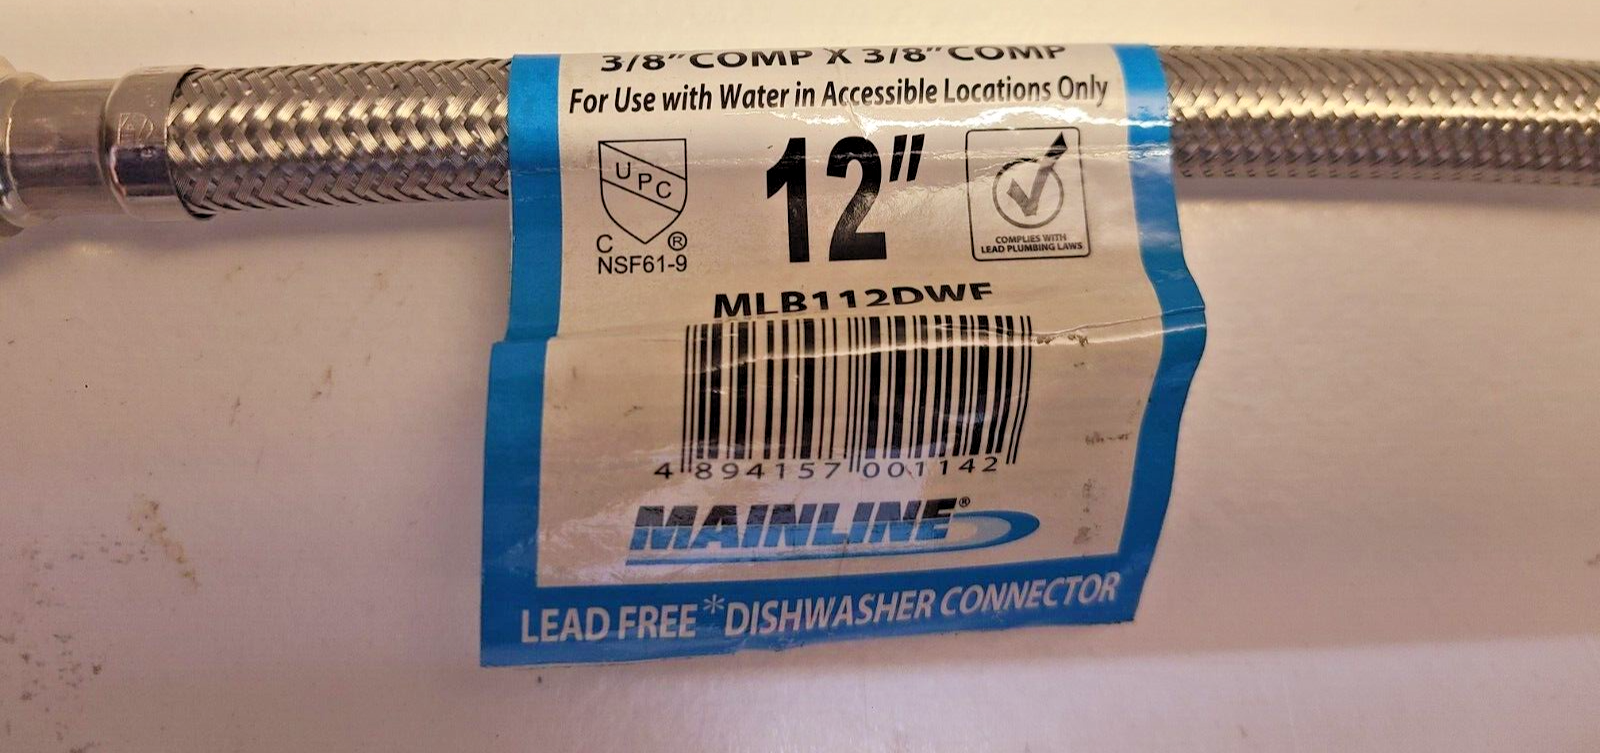 3/8" COMP X 3/8" COMP
For Use with Water in Accessible Locations Only
UPC
C ®
NSF61-9
12"
COMPLIES WITH
LEAD PLUMBING LAWS
MLB112DWF
4 894157 001142
MAINLINE®
LEAD FREE* DISHWASHER CONNECTOR